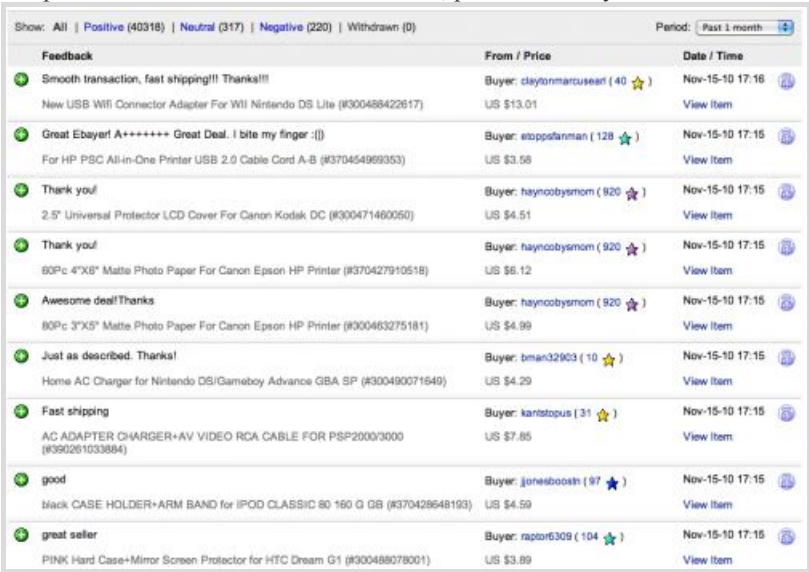 Show: All | Positive (40318) | Neutral (317) | Negative (220) | Withdrawn (0) Period: Past 1 month
Feedback From / Price Date / Time
Smooth transaction, fast shipping!!! Thanks!!! Buyer: claytonmarcusearl ( 40 ) Nov-15-10 17:16
New USB Wifi Connector Adapter For WII Nintendo DS Lite (#300488422617) US $13.01 View Item
Great Ebayer! A+++++++ Great Deal. I bite my finger :{|} Buyer: etoppsfanman ( 128 ) Nov-15-10 17:15
For HP PSC All-in-One Printer USB 2.0 Cable Cord A-B (#370454969353) US $3.58 View Item
Thank you! Buyer: hayncobysmom ( 920 ) Nov-15-10 17:15
2.5" Universal Protector LCD Cover For Canon Kodak DC (#300471460050) US $4.51 View Item
Thank you! Buyer: hayncobysmom ( 920 ) Nov-15-10 17:15
60Pc 4"X6" Matte Photo Paper For Canon Epson HP Printer (#370427910518) US $6.12 View Item
Awesome deal!Thanks Buyer: hayncobysmom ( 920 ) Nov-15-10 17:15
80Pc 3"X5" Matte Photo Paper For Canon Epson HP Printer (#300463275181) US $4.99 View Item
Just as described. Thanks! Buyer: bman32903 ( 10 ) Nov-15-10 17:15
Home AC Charger for Nintendo DS/Gameboy Advance GBA SP (#300490071649) US $4.29 View Item
Fast shipping Buyer: kantstopus ( 31 ) Nov-15-10 17:15
AC ADAPTER CHARGER+AV VIDEO RCA CABLE FOR PSP2000/3000 US $7.85 View Item
(#390261033884)
good Buyer: jjonesboostn ( 97 ) Nov-15-10 17:15
black CASE HOLDER+ARM BAND for IPOD CLASSIC 80 160 G GB (#370428648193) US $4.59 View Item
great seller Buyer: raptor6309 ( 104 ) Nov-15-10 17:15
PINK Hard Case+Mirror Screen Protector for HTC Dream G1 (#300488078001) US $3.89 View Item